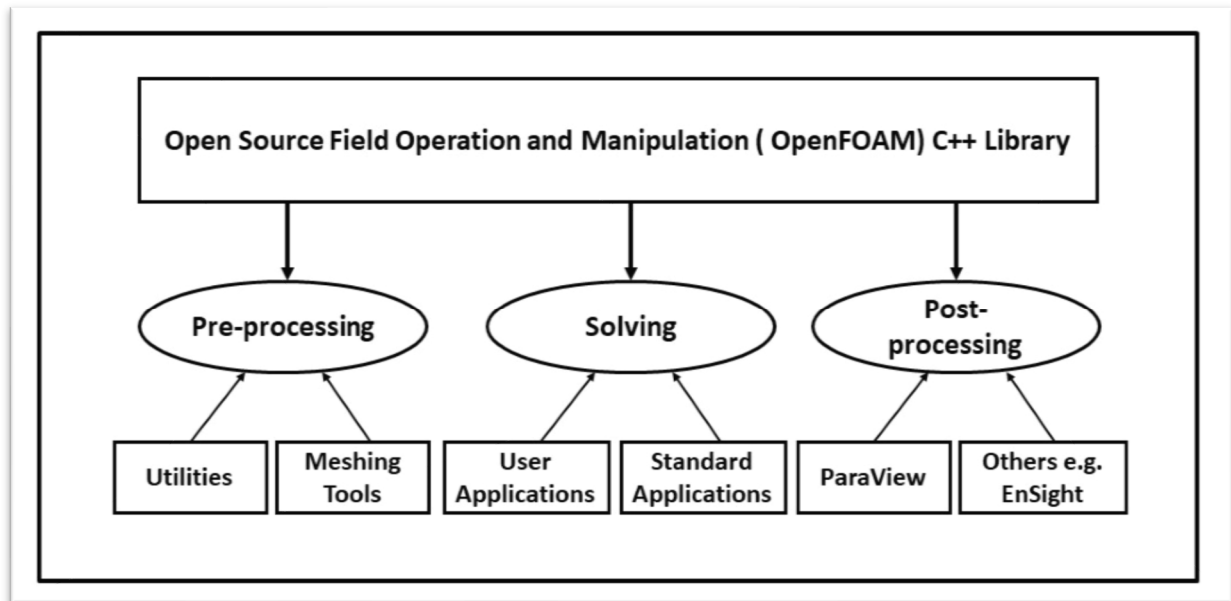 Open Source Field Operation and Manipulation ( OpenFOAM) C++ Library
Pre-processing
Solving
Post-
processing
Utilities
Meshing
Tools
User
Applications
Standard
Applications
ParaView
Others e.g.
EnSight